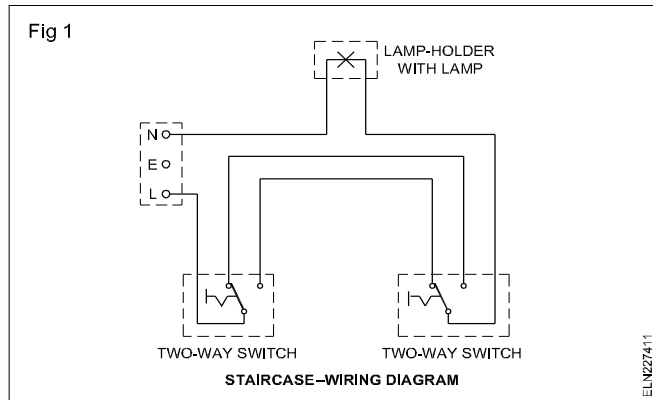 Fig 1
LAMP-HOLDER
WITH LAMP
N
E
L
TWO-WAY SWITCH
TWO-WAY SWITCH
STAIRCASE–WIRING DIAGRAM
ELN227411